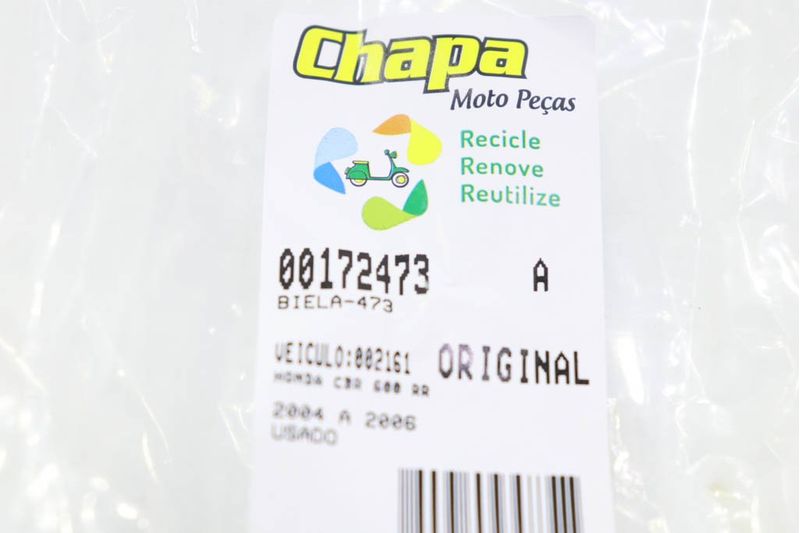 Chapa
Moto Peças
Recicle
Renove
Reutilize
00172473 A
BIELA-473
VEICULO:002161 ORIGINAL
HONDA CBR 600 RR
2004 A 2006
USADO